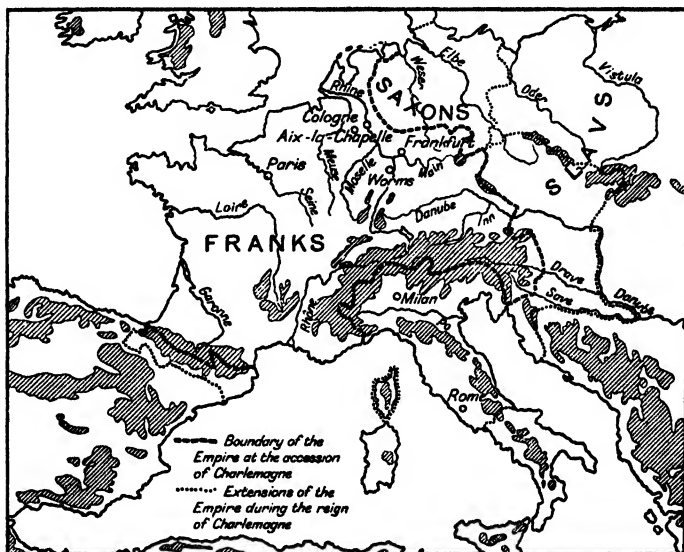 Elbe
Weser
Vistula
Rhine
Oder
SAXONS
SLAVS
Cologne
Aix-la-Chapelle
Frankfurt
Main
Paris
Meuse
Moselle
Worms
Seine
Loire
Danube
Inn
FRANKS
Drave
Save
Danube
Garonne
Rhône
Milan
Rome
Boundary of the
Empire at the accession
of Charlemagne
Extensions of the
Empire during the reign
of Charlemagne